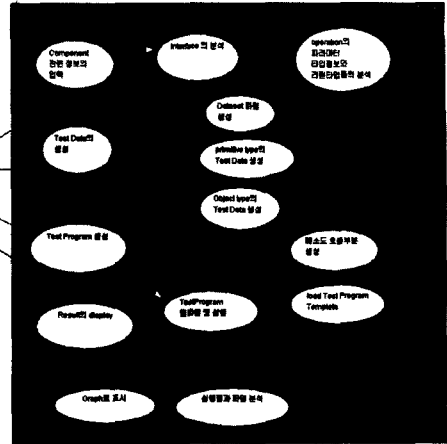 Component
관련 정보의
입력
Interface 의 분석
operation의
파라미터
타입정보와
리턴타입들의 분석
Dataset 파일
생성
Test Data의
생성
primitive type의
Test Data 생성
Object type의
Test Data 생성
Test Program 생성
메소드 호출부분
생성
TestProgram
컴파일 및 실행
load Test Program
Template
Result의 display
Graph로 표시
실행결과 파일 분석